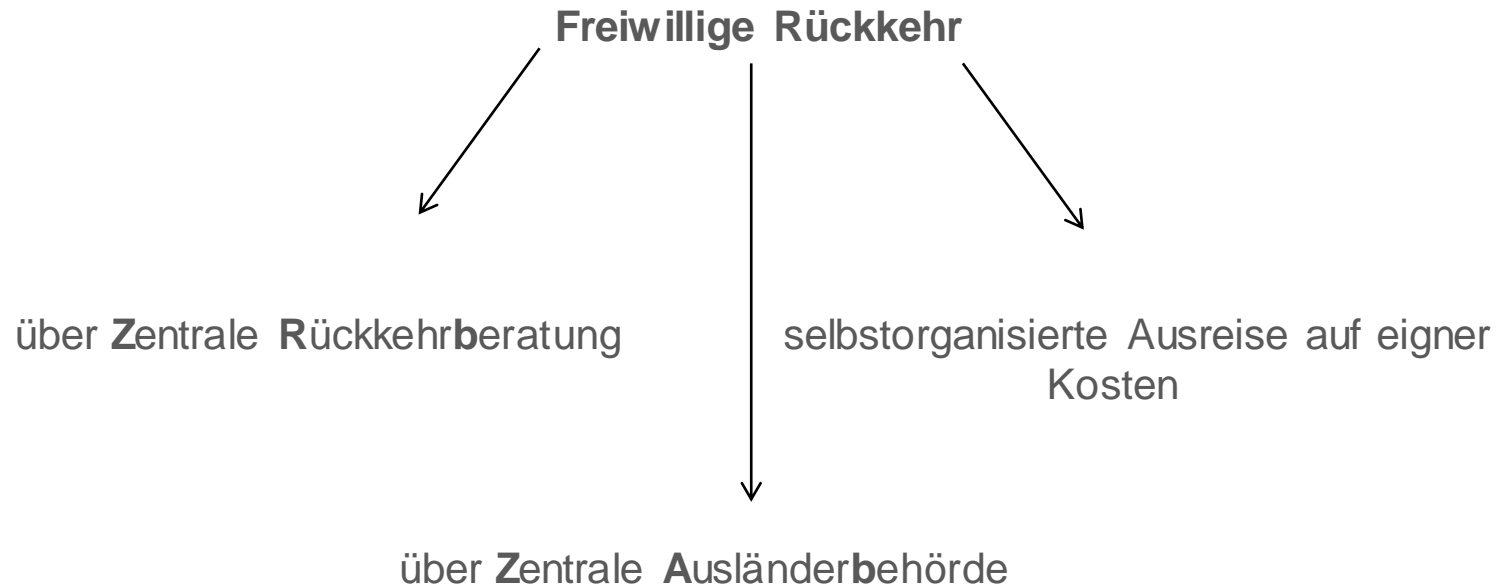 Freiwillige Rückkehr
über Zentrale Rückkehrberatung
selbstorganisierte Ausreise auf eigner
Kosten
über Zentrale Ausländerbehörde